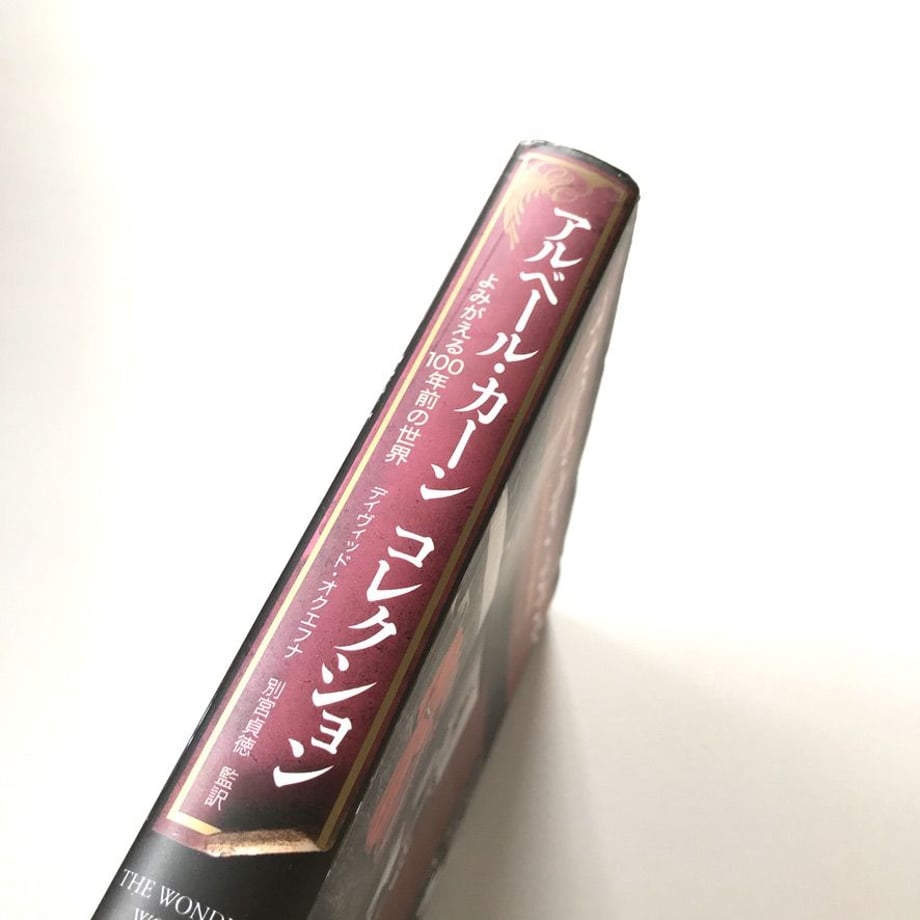 アルベール・カーン コレクション
よみがえる100年前の世界
デイヴィッド・オクエフナ 別宮貞徳 監訳
THE WOND